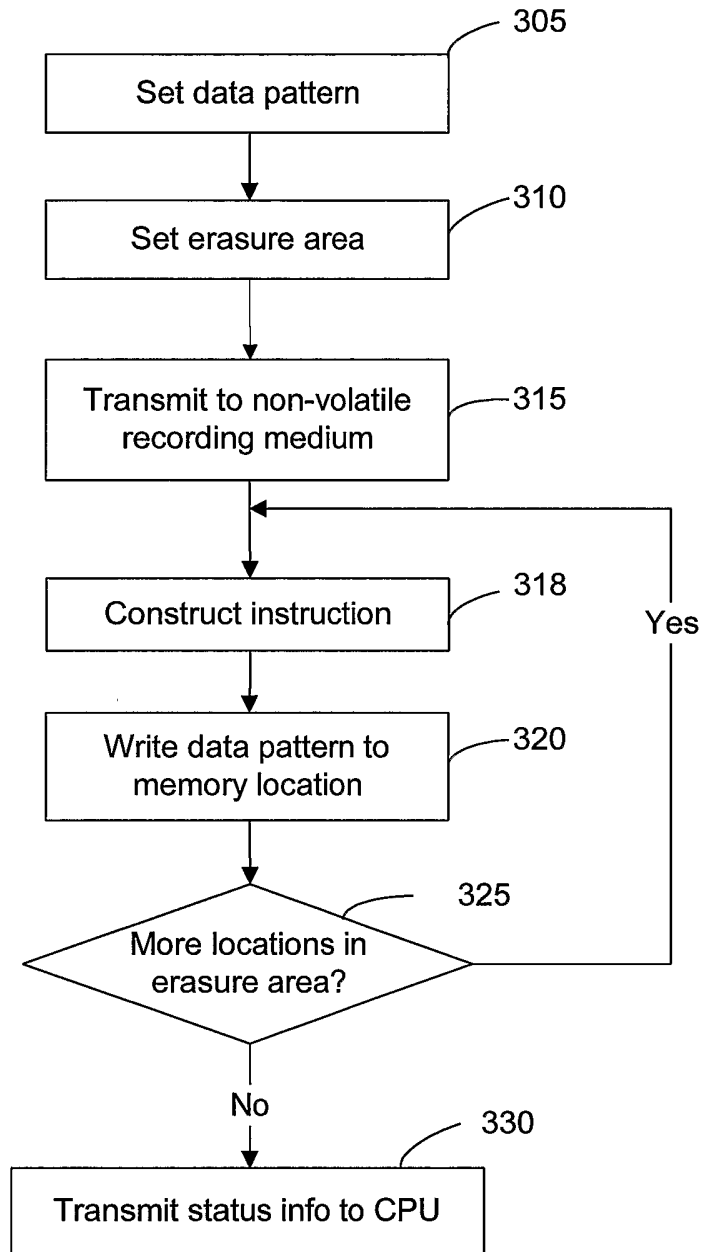 305
Set data pattern
310
Set erasure area
Transmit to non-volatile
recording medium
315
318
Construct instruction
Yes
Write data pattern to
memory location
320
325
More locations in
erasure area?
No
330
Transmit status info to CPU